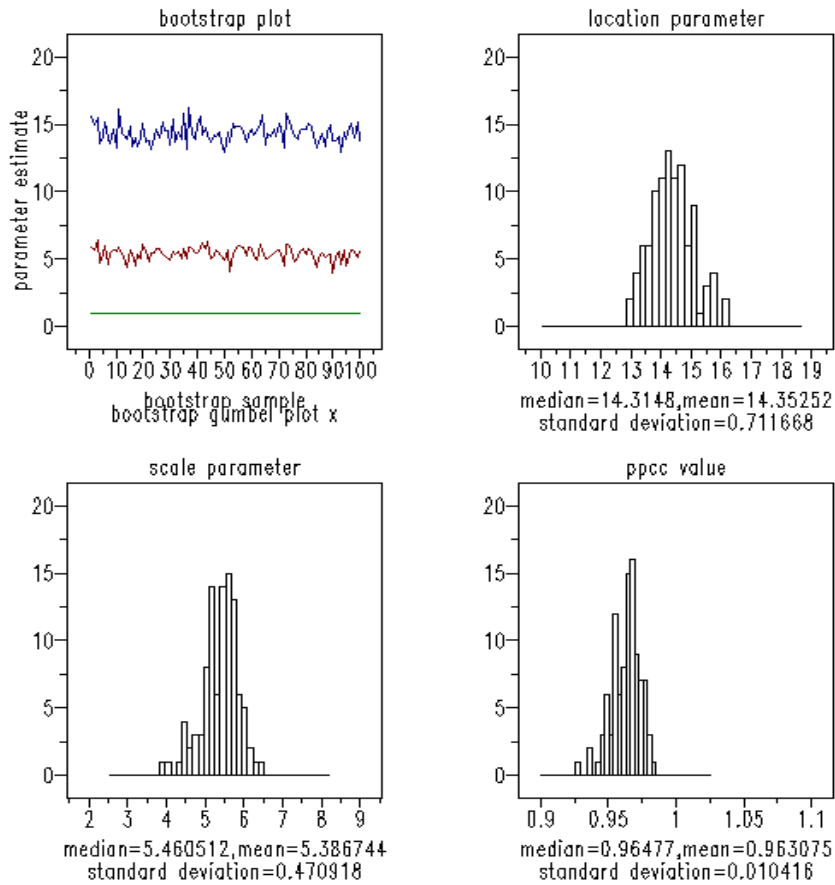 bootstrap plot
parameter estimate
20
15
10
5
0
0 10 20 30 40 50 60 70 80 90 100
bootstrap sample
bootstrap gumbel plot x
location parameter
20
15
10
5
0
10 11 12 13 14 15 16 17 18 19
median=14.3148,mean=14.35252
standard deviation=0.711668
scale parameter
20
15
10
5
0
2 3 4 5 6 7 8 9
median=5.460512,mean=5.386744
standard deviation=0.470918
ppcc value
20
15
10
5
0
0.9 0.95 1 1.05 1.1
median=0.96477,mean=0.963075
standard deviation=0.010416